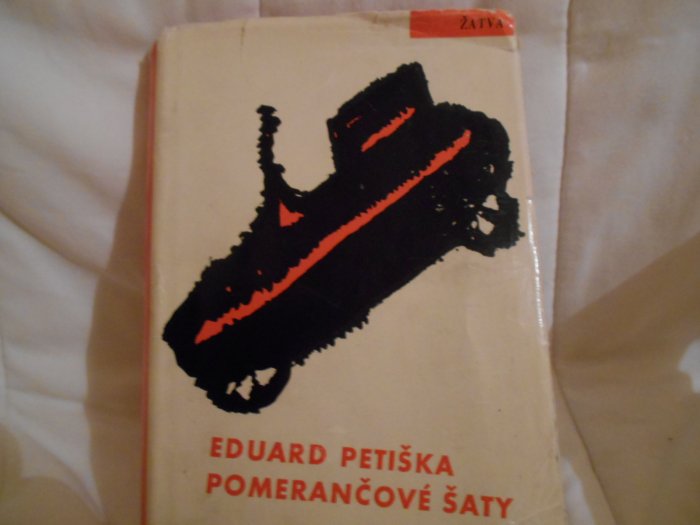 ŽATVA
EDUARD PETIŠKA
POMERANČOVÉ ŠATY